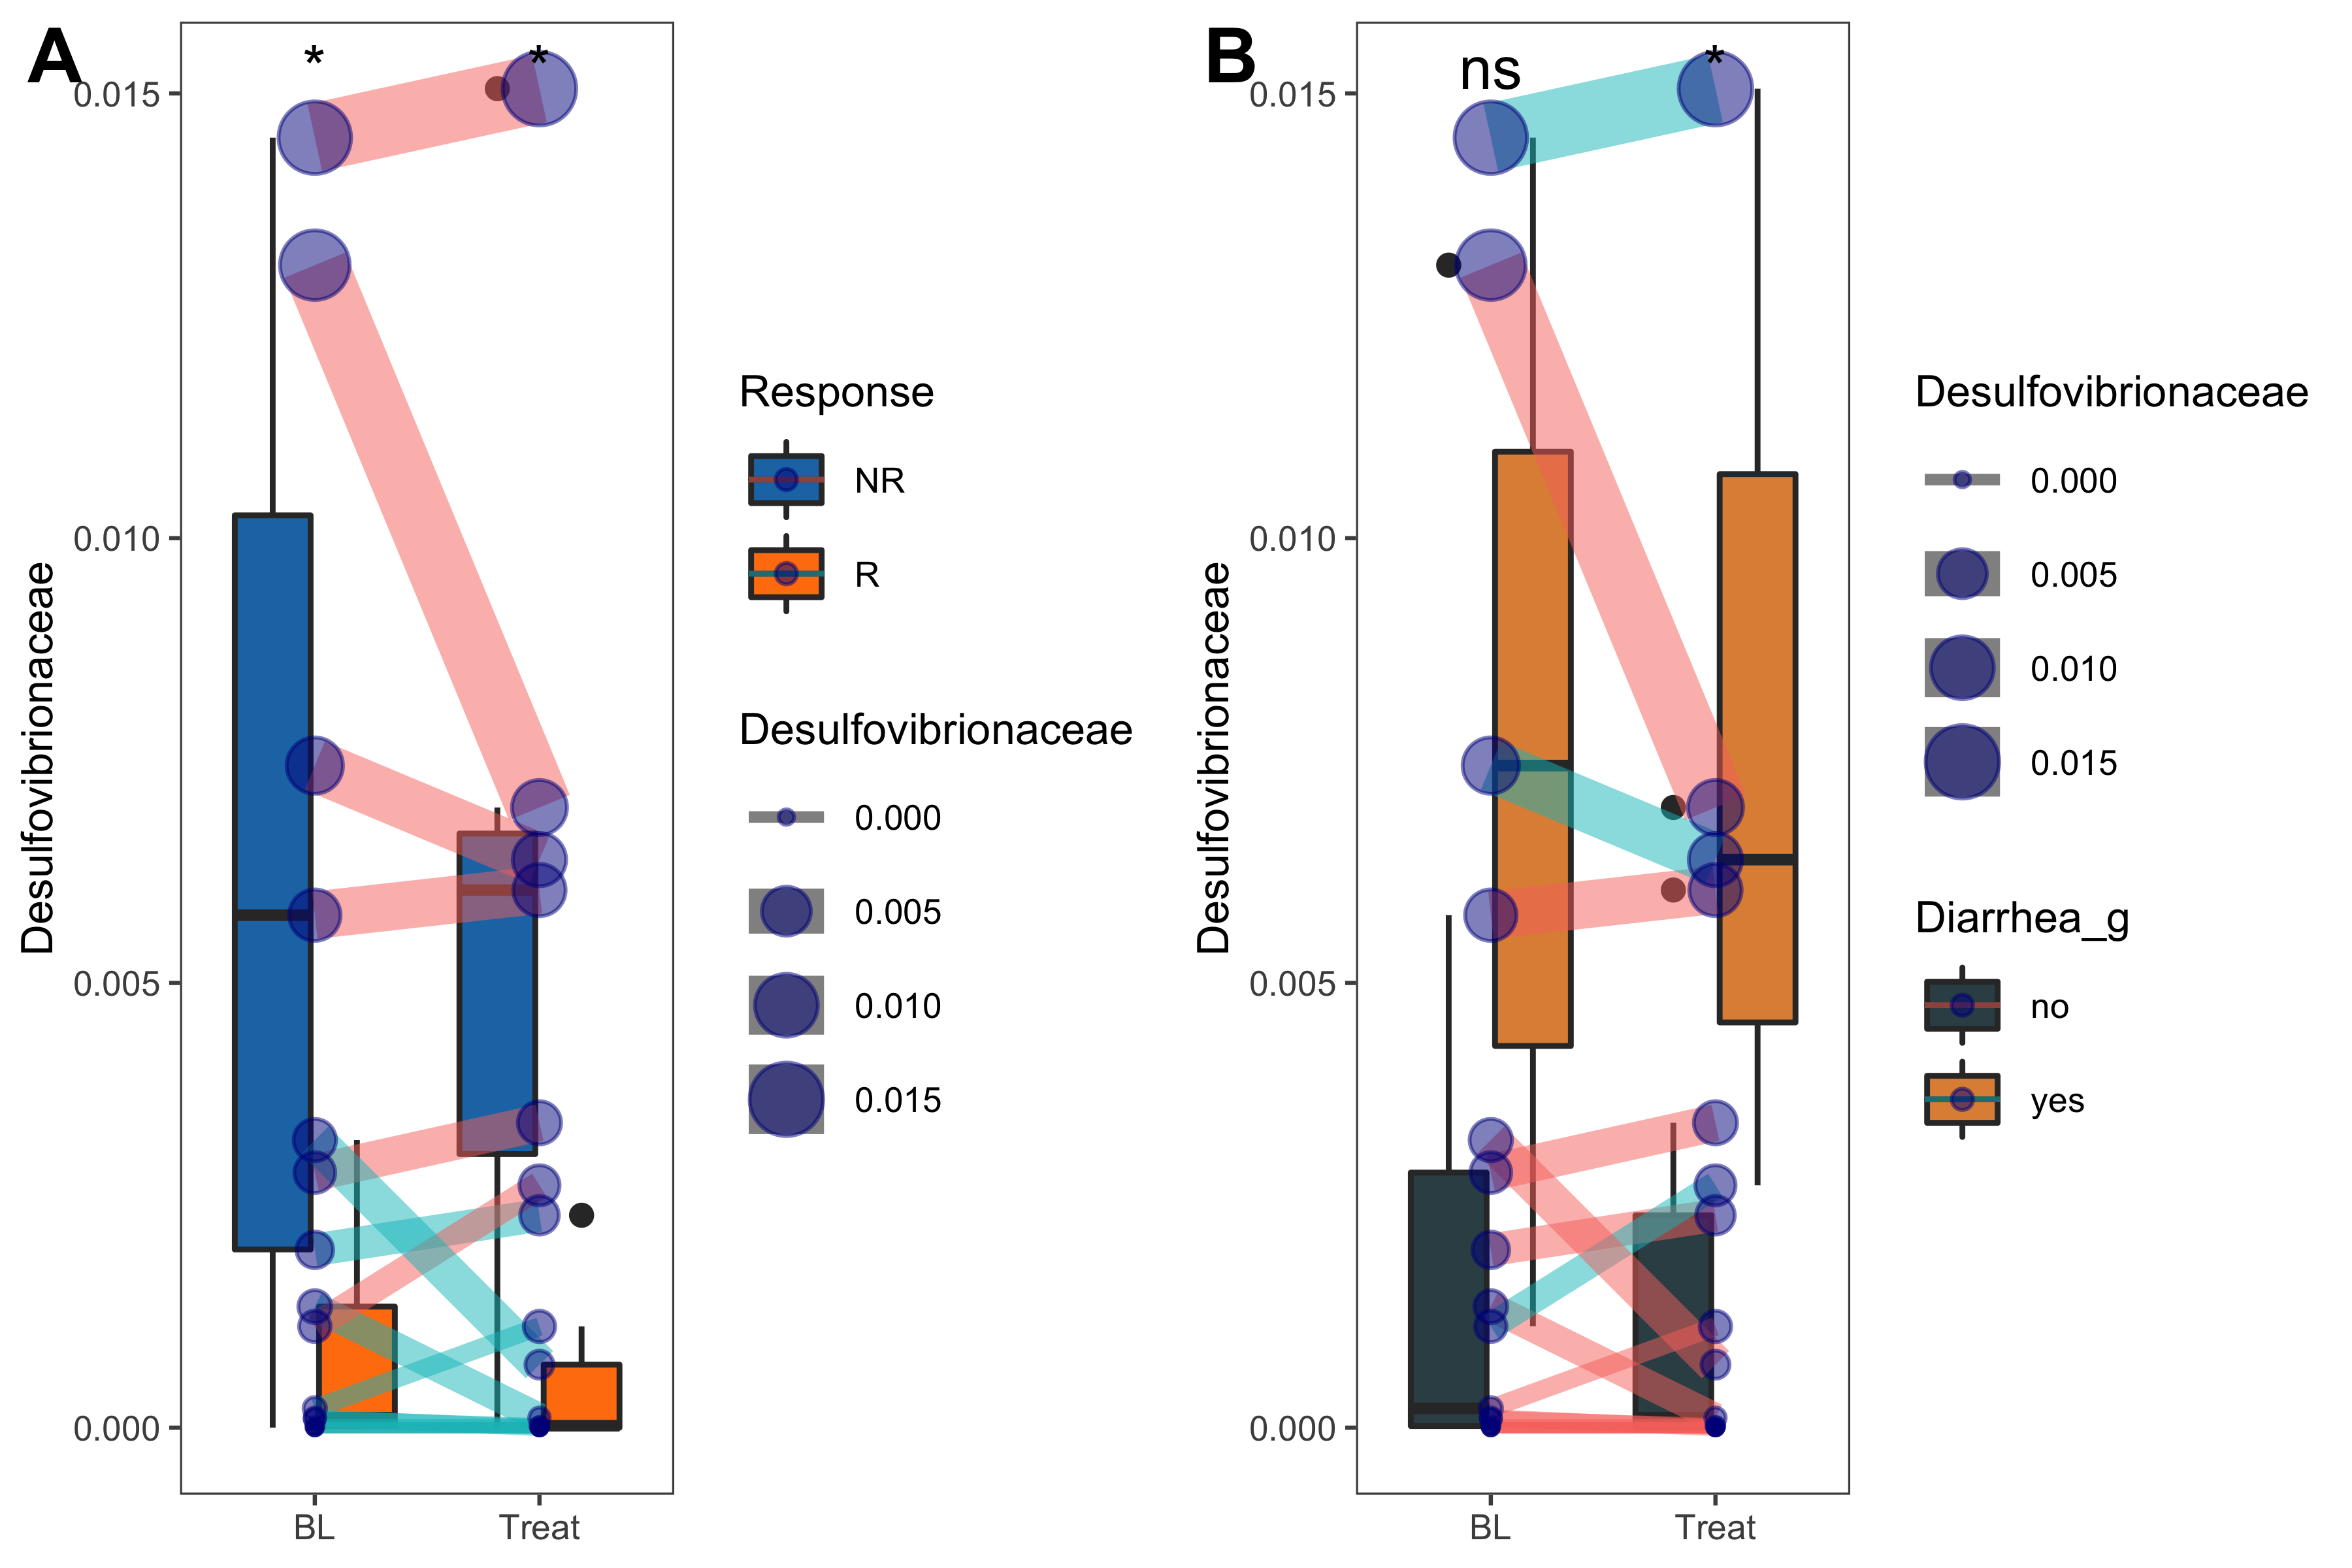 A
*
*
0.015
0.010
0.005
0.000
Desulfovibrionaceae
BL
Treat
Response
NR
R
Desulfovibrionaceae
0.000
0.005
0.010
0.015
B
ns
*
0.015
0.010
0.005
0.000
Desulfovibrionaceae
BL
Treat
Desulfovibrionaceae
0.000
0.005
0.010
0.015
Diarrhea_g
no
yes